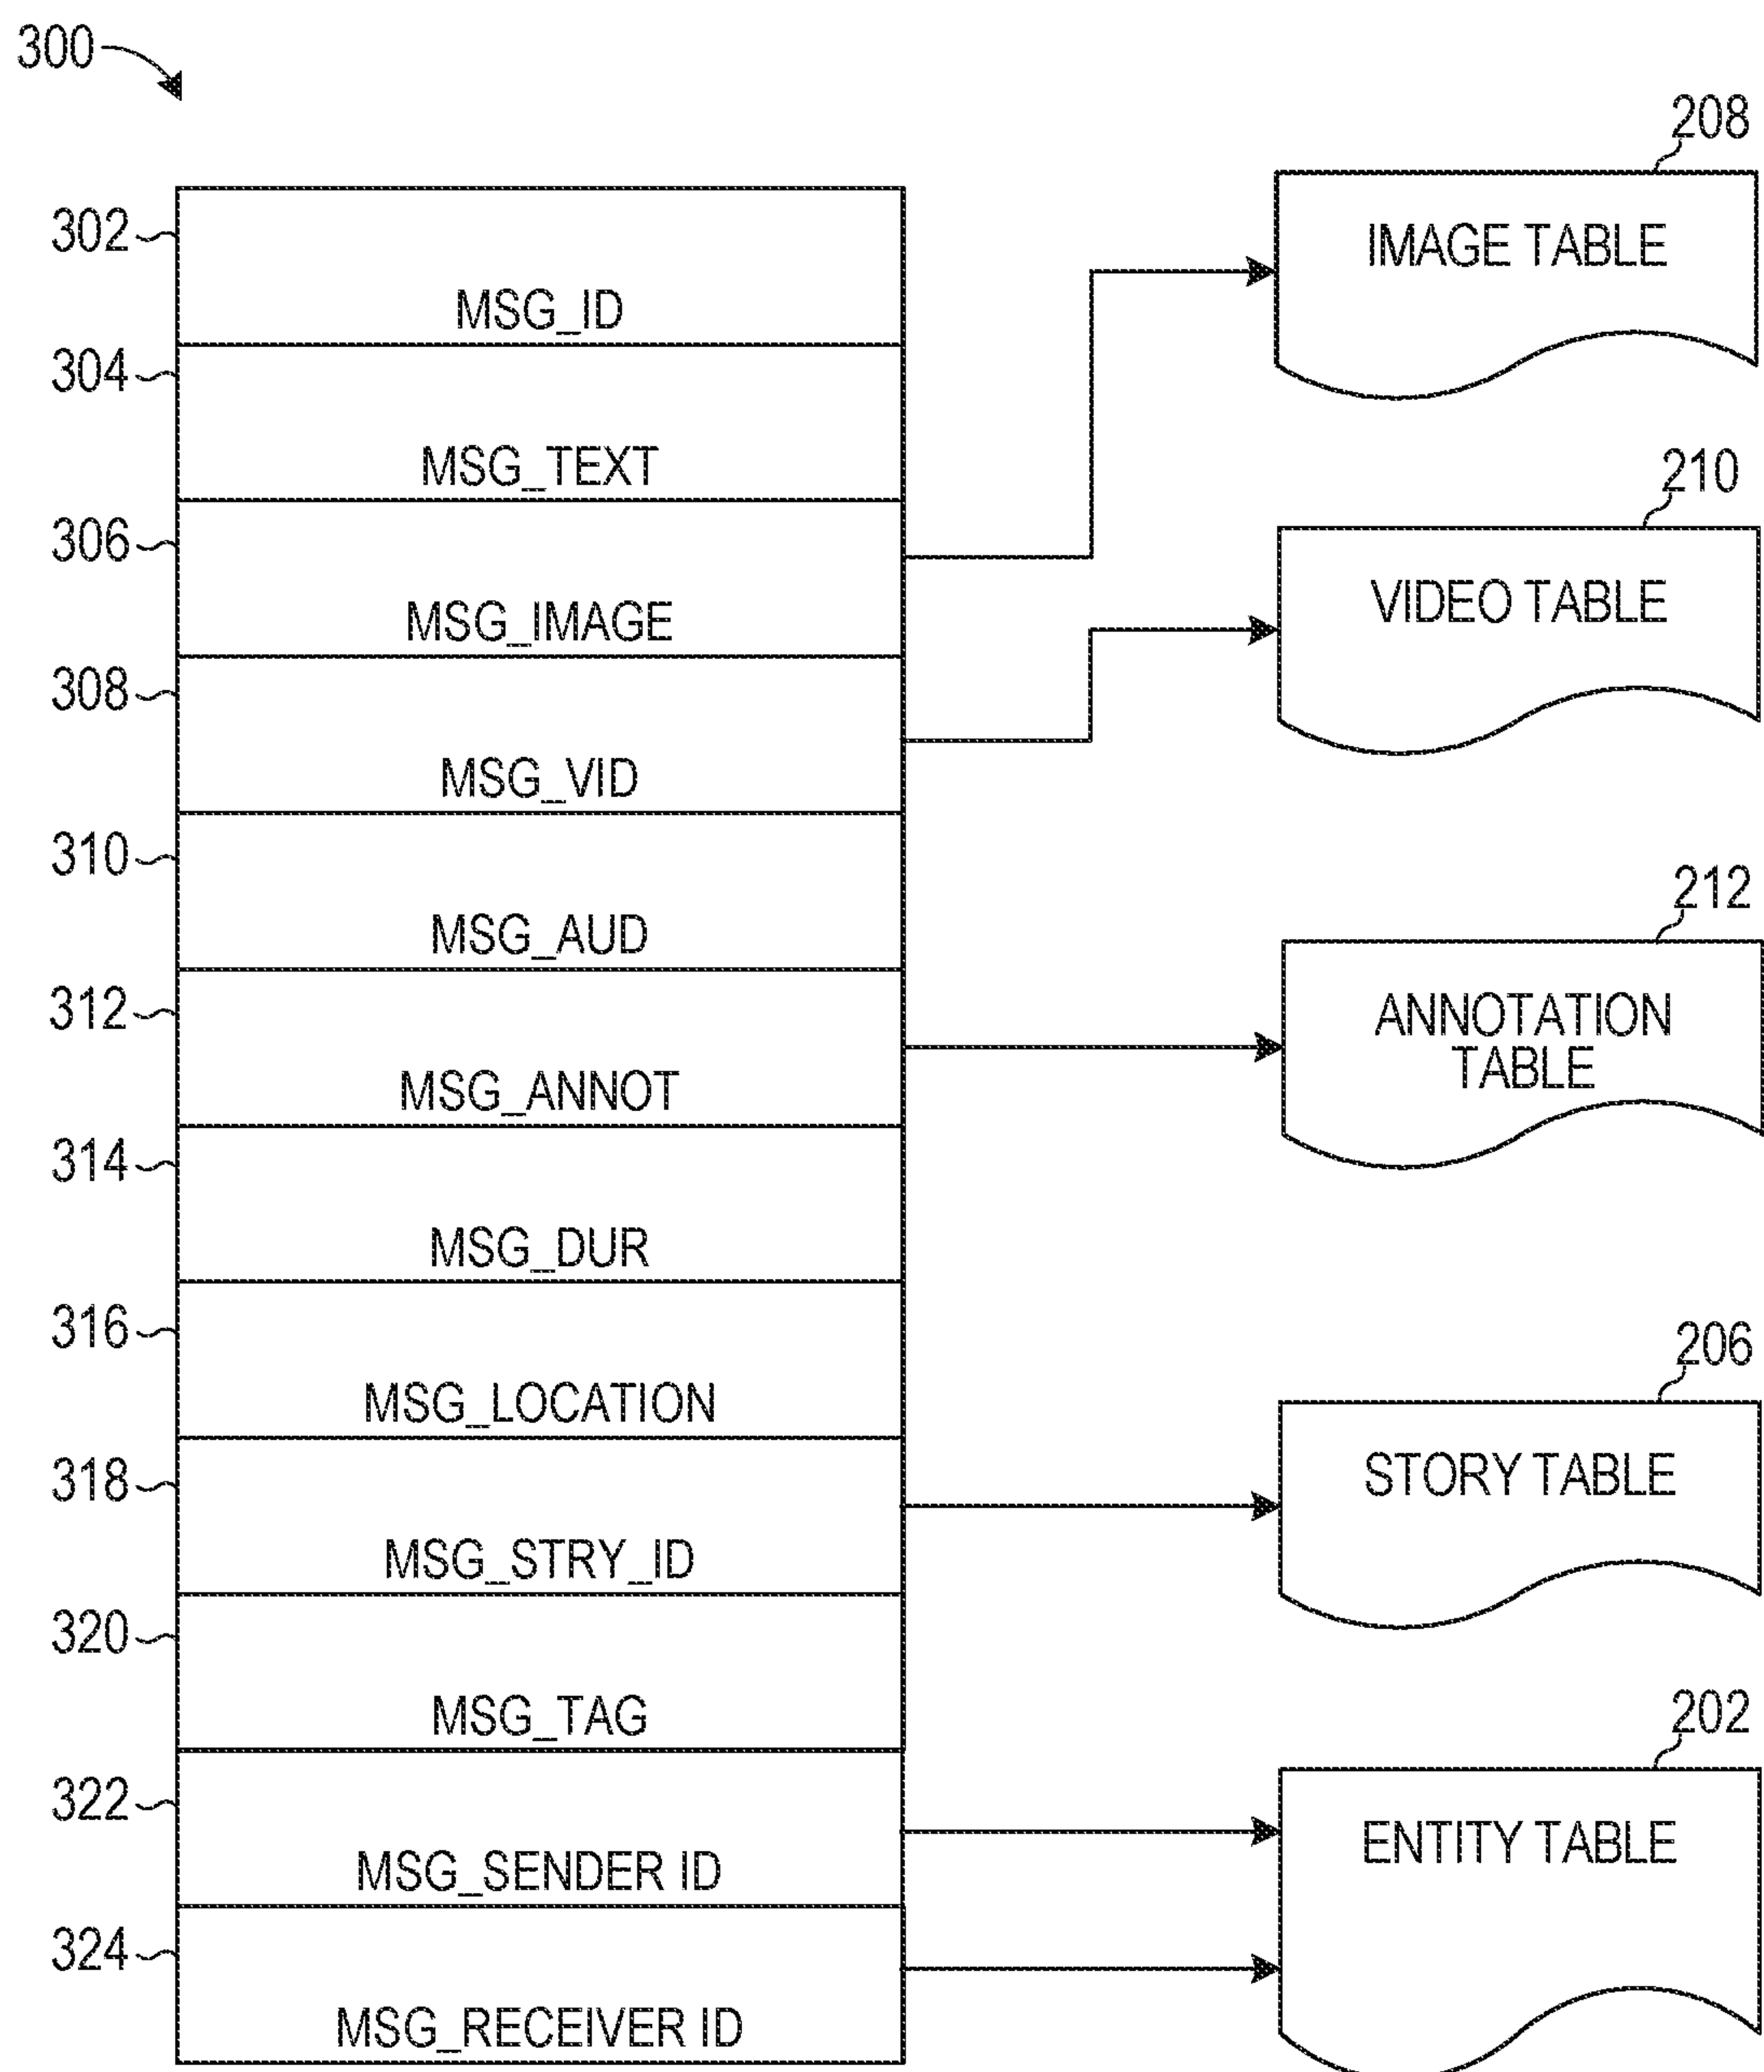 300
302
MSG_ID
304
MSG_TEXT
306
MSG_IMAGE
308
MSG_VID
310
MSG_AUD
312
MSG_ANNOT
314
MSG_DUR
316
MSG_LOCATION
318
MSG_STRY_ID
320
MSG_TAG
322
MSG_SENDER ID
324
MSG_RECEIVER ID
208
IMAGE TABLE
210
VIDEO TABLE
212
ANNOTATION
TABLE
206
STORY TABLE
202
ENTITY TABLE